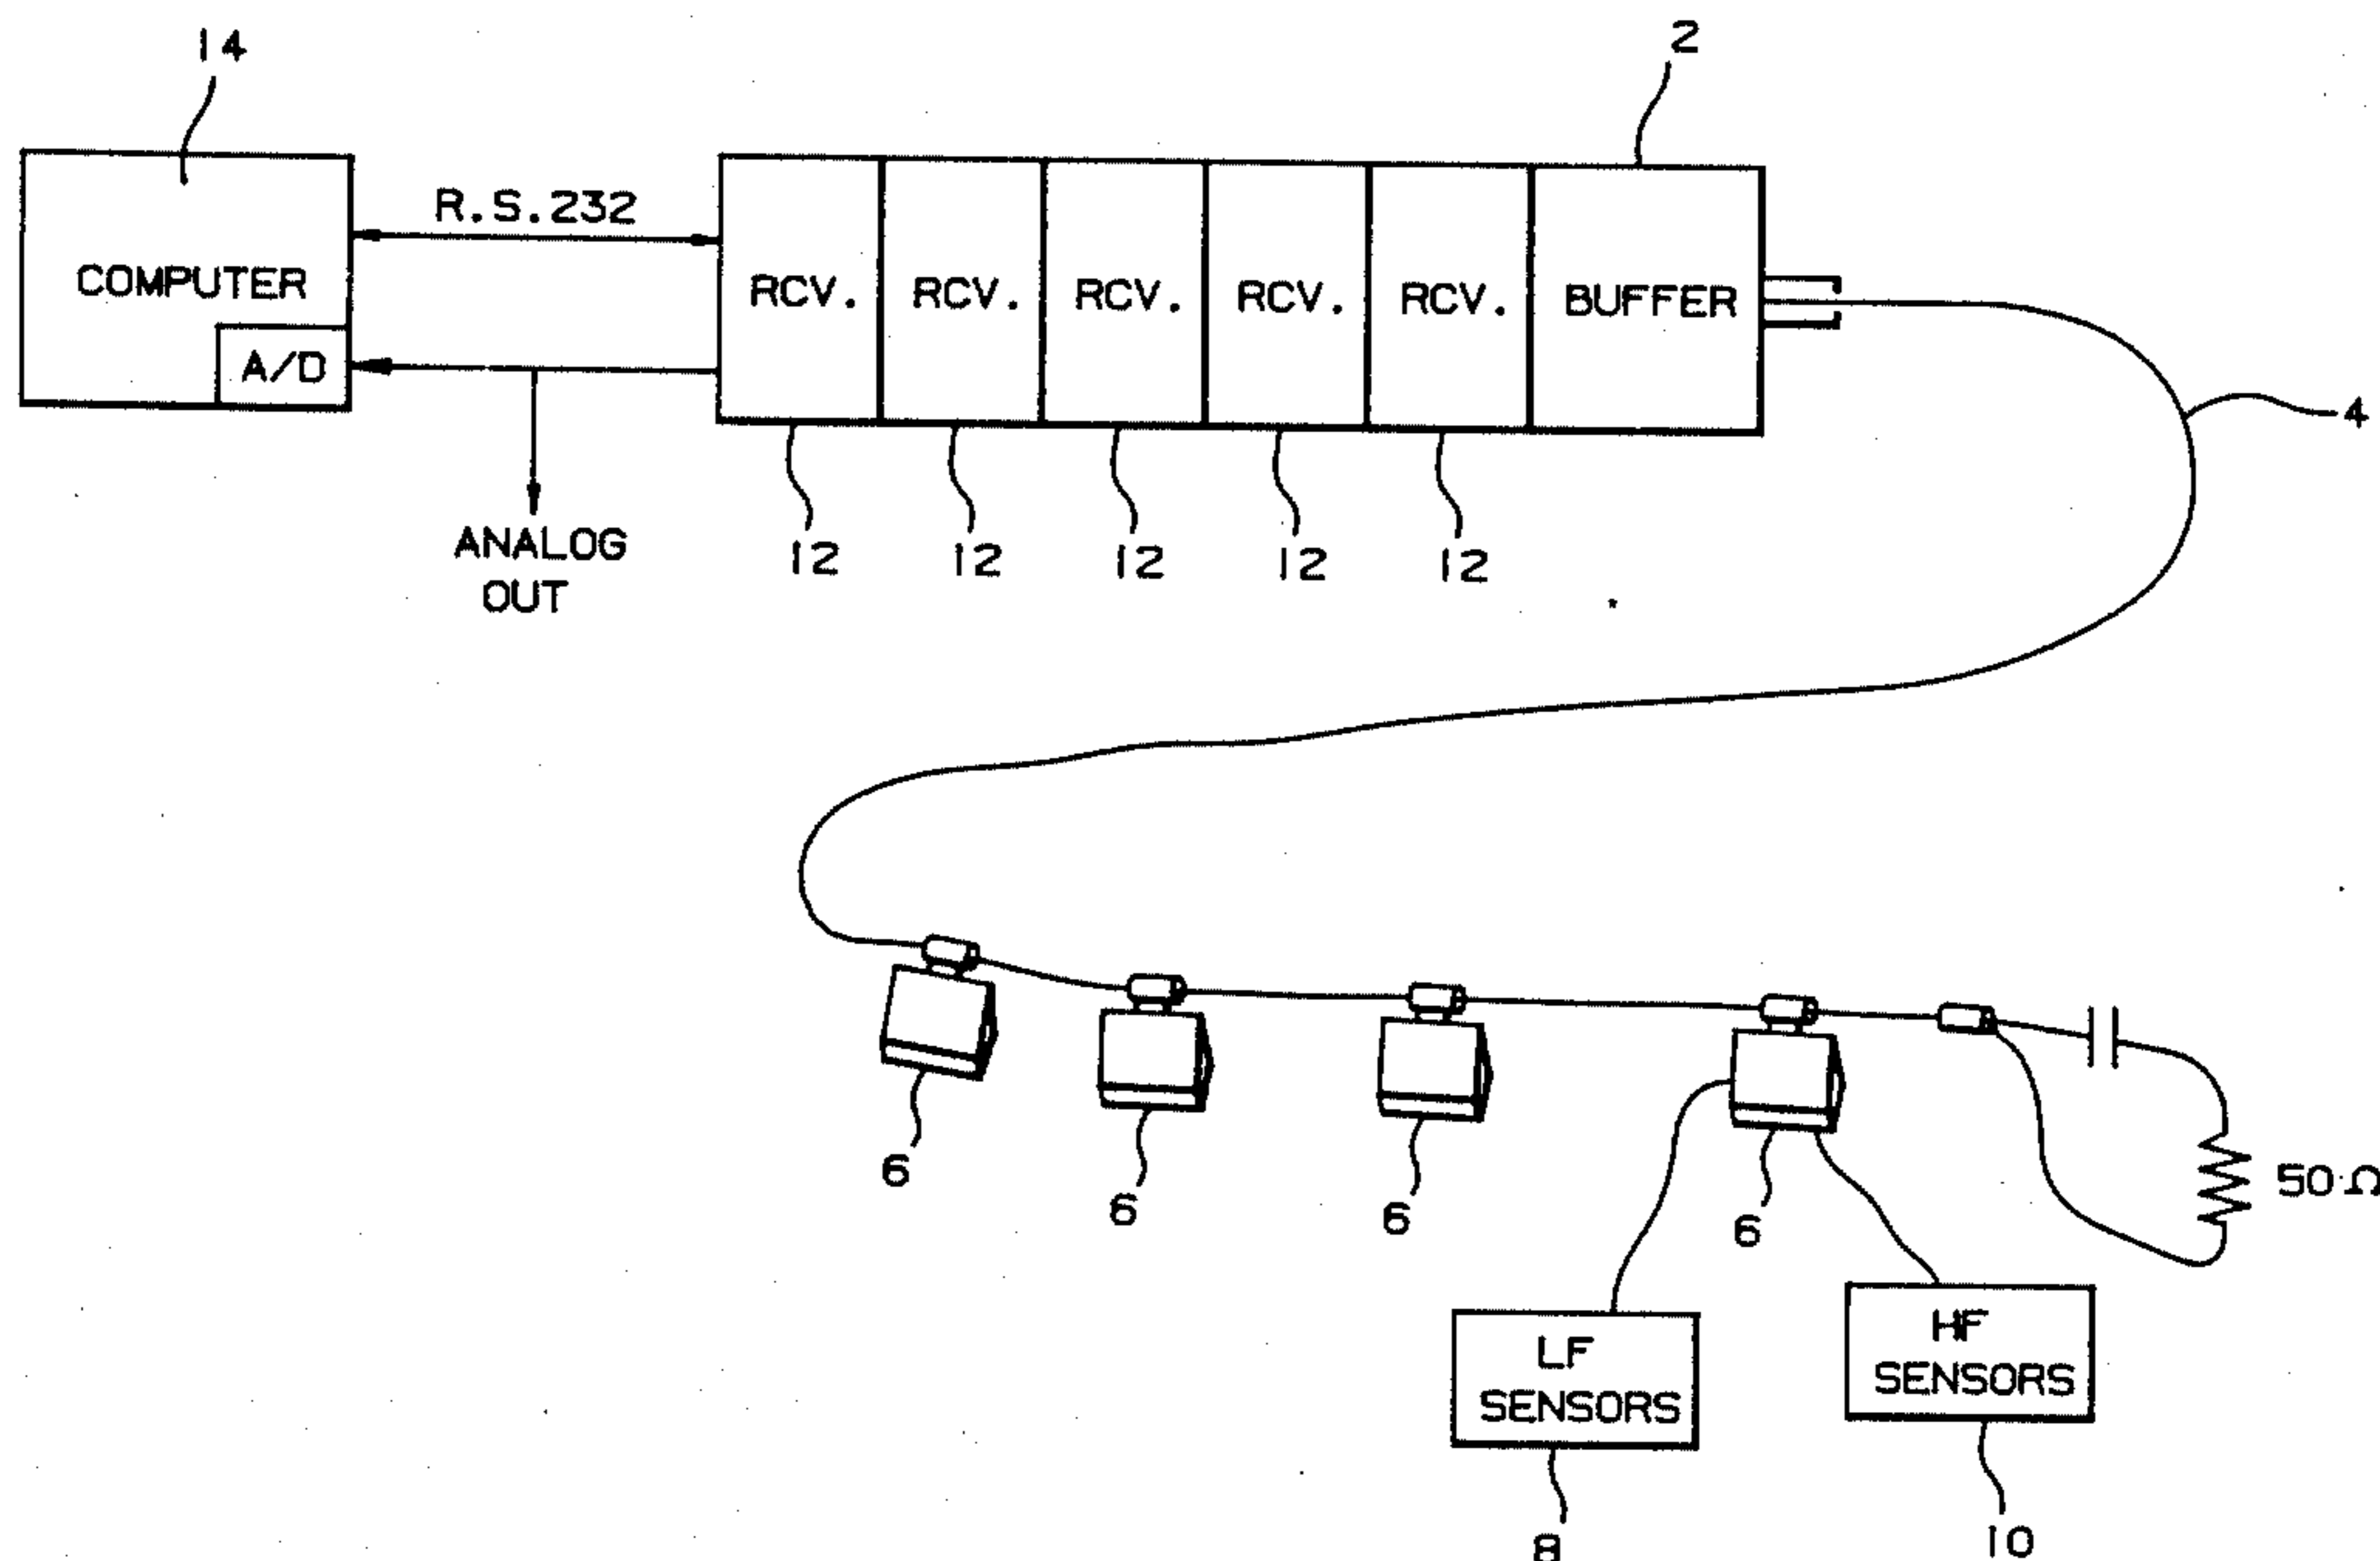 14
2
R.S.232
COMPUTER
A/D
RCV.
RCV.
RCV.
RCV.
RCV.
BUFFER
4
ANALOG
OUT
12
12
12
12
12
6
6
6
6
50 Ω
LF
SENSORS
HF
SENSORS
8
10